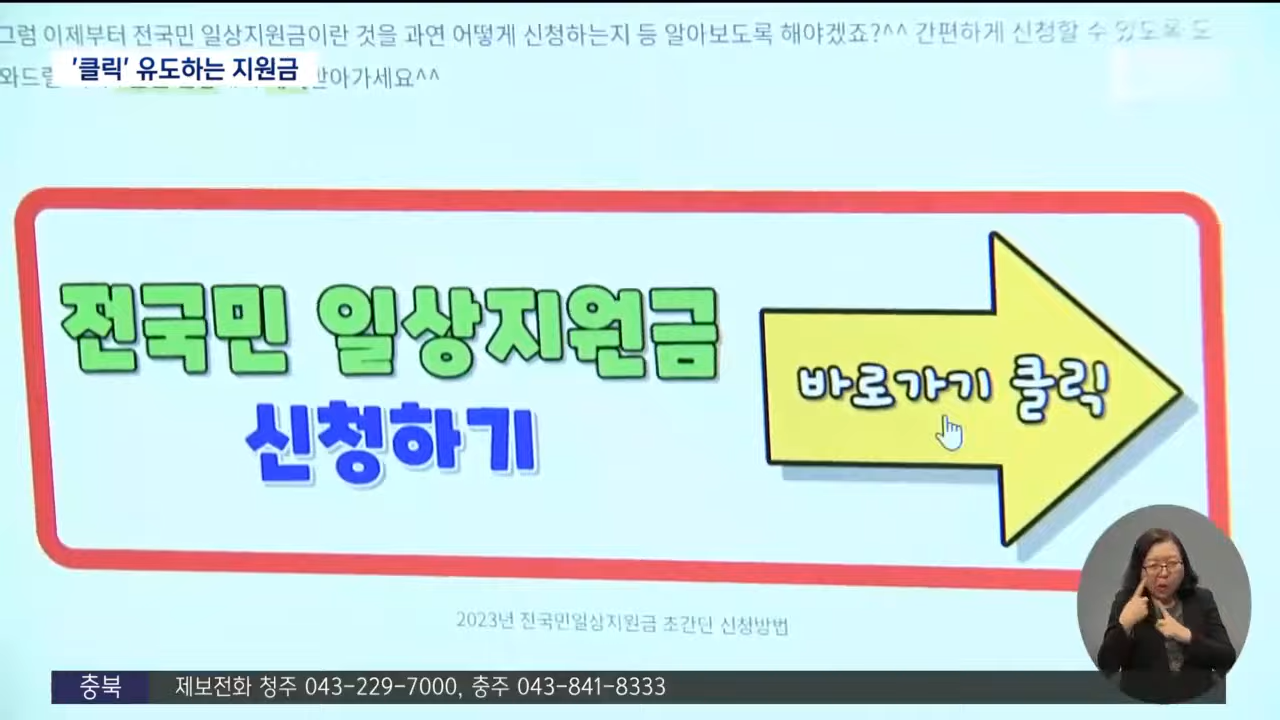 그럼 이제부터 전국민 일상지원금이란 것을 과연 어떻게 신청하는지 등 알아보도록 해야겠죠?^^ 간편하게 신청할 수 있도록 도
와드릴
받아가세요^^
'클릭' 유도하는 지원금
전국민 일상지원금
신청하기
바로가기 클릭
2023년 전국민일상지원금 초간단 신청방법
충북 제보전화 청주 043-229-7000, 충주 043-841-8333